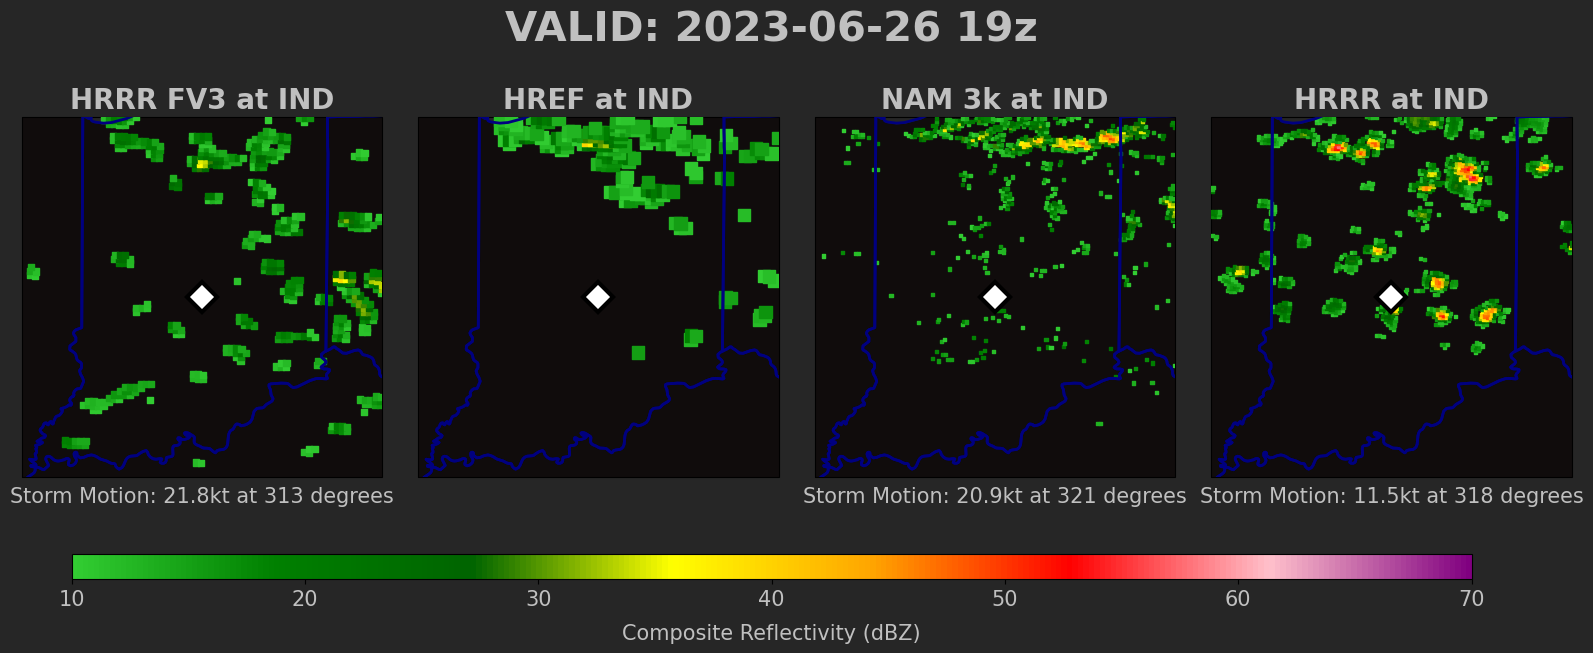 VALID: 2023-06-26 19z
HRRR FV3 at IND
HREF at IND
NAM 3k at IND
HRRR at IND
Storm Motion: 21.8kt at 313 degrees
Storm Motion: 20.9kt at 321 degrees
Storm Motion: 11.5kt at 318 degrees
10 20 30 40 50 60 70
Composite Reflectivity (dBZ)